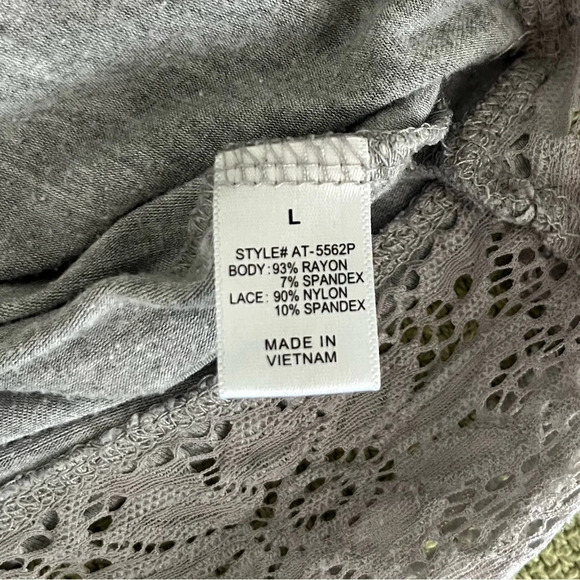 L
STYLE# AT-5562P
BODY: 93% RAYON
7% SPANDEX
LACE: 90% NYLON
10% SPANDEX
MADE IN
VIETNAM